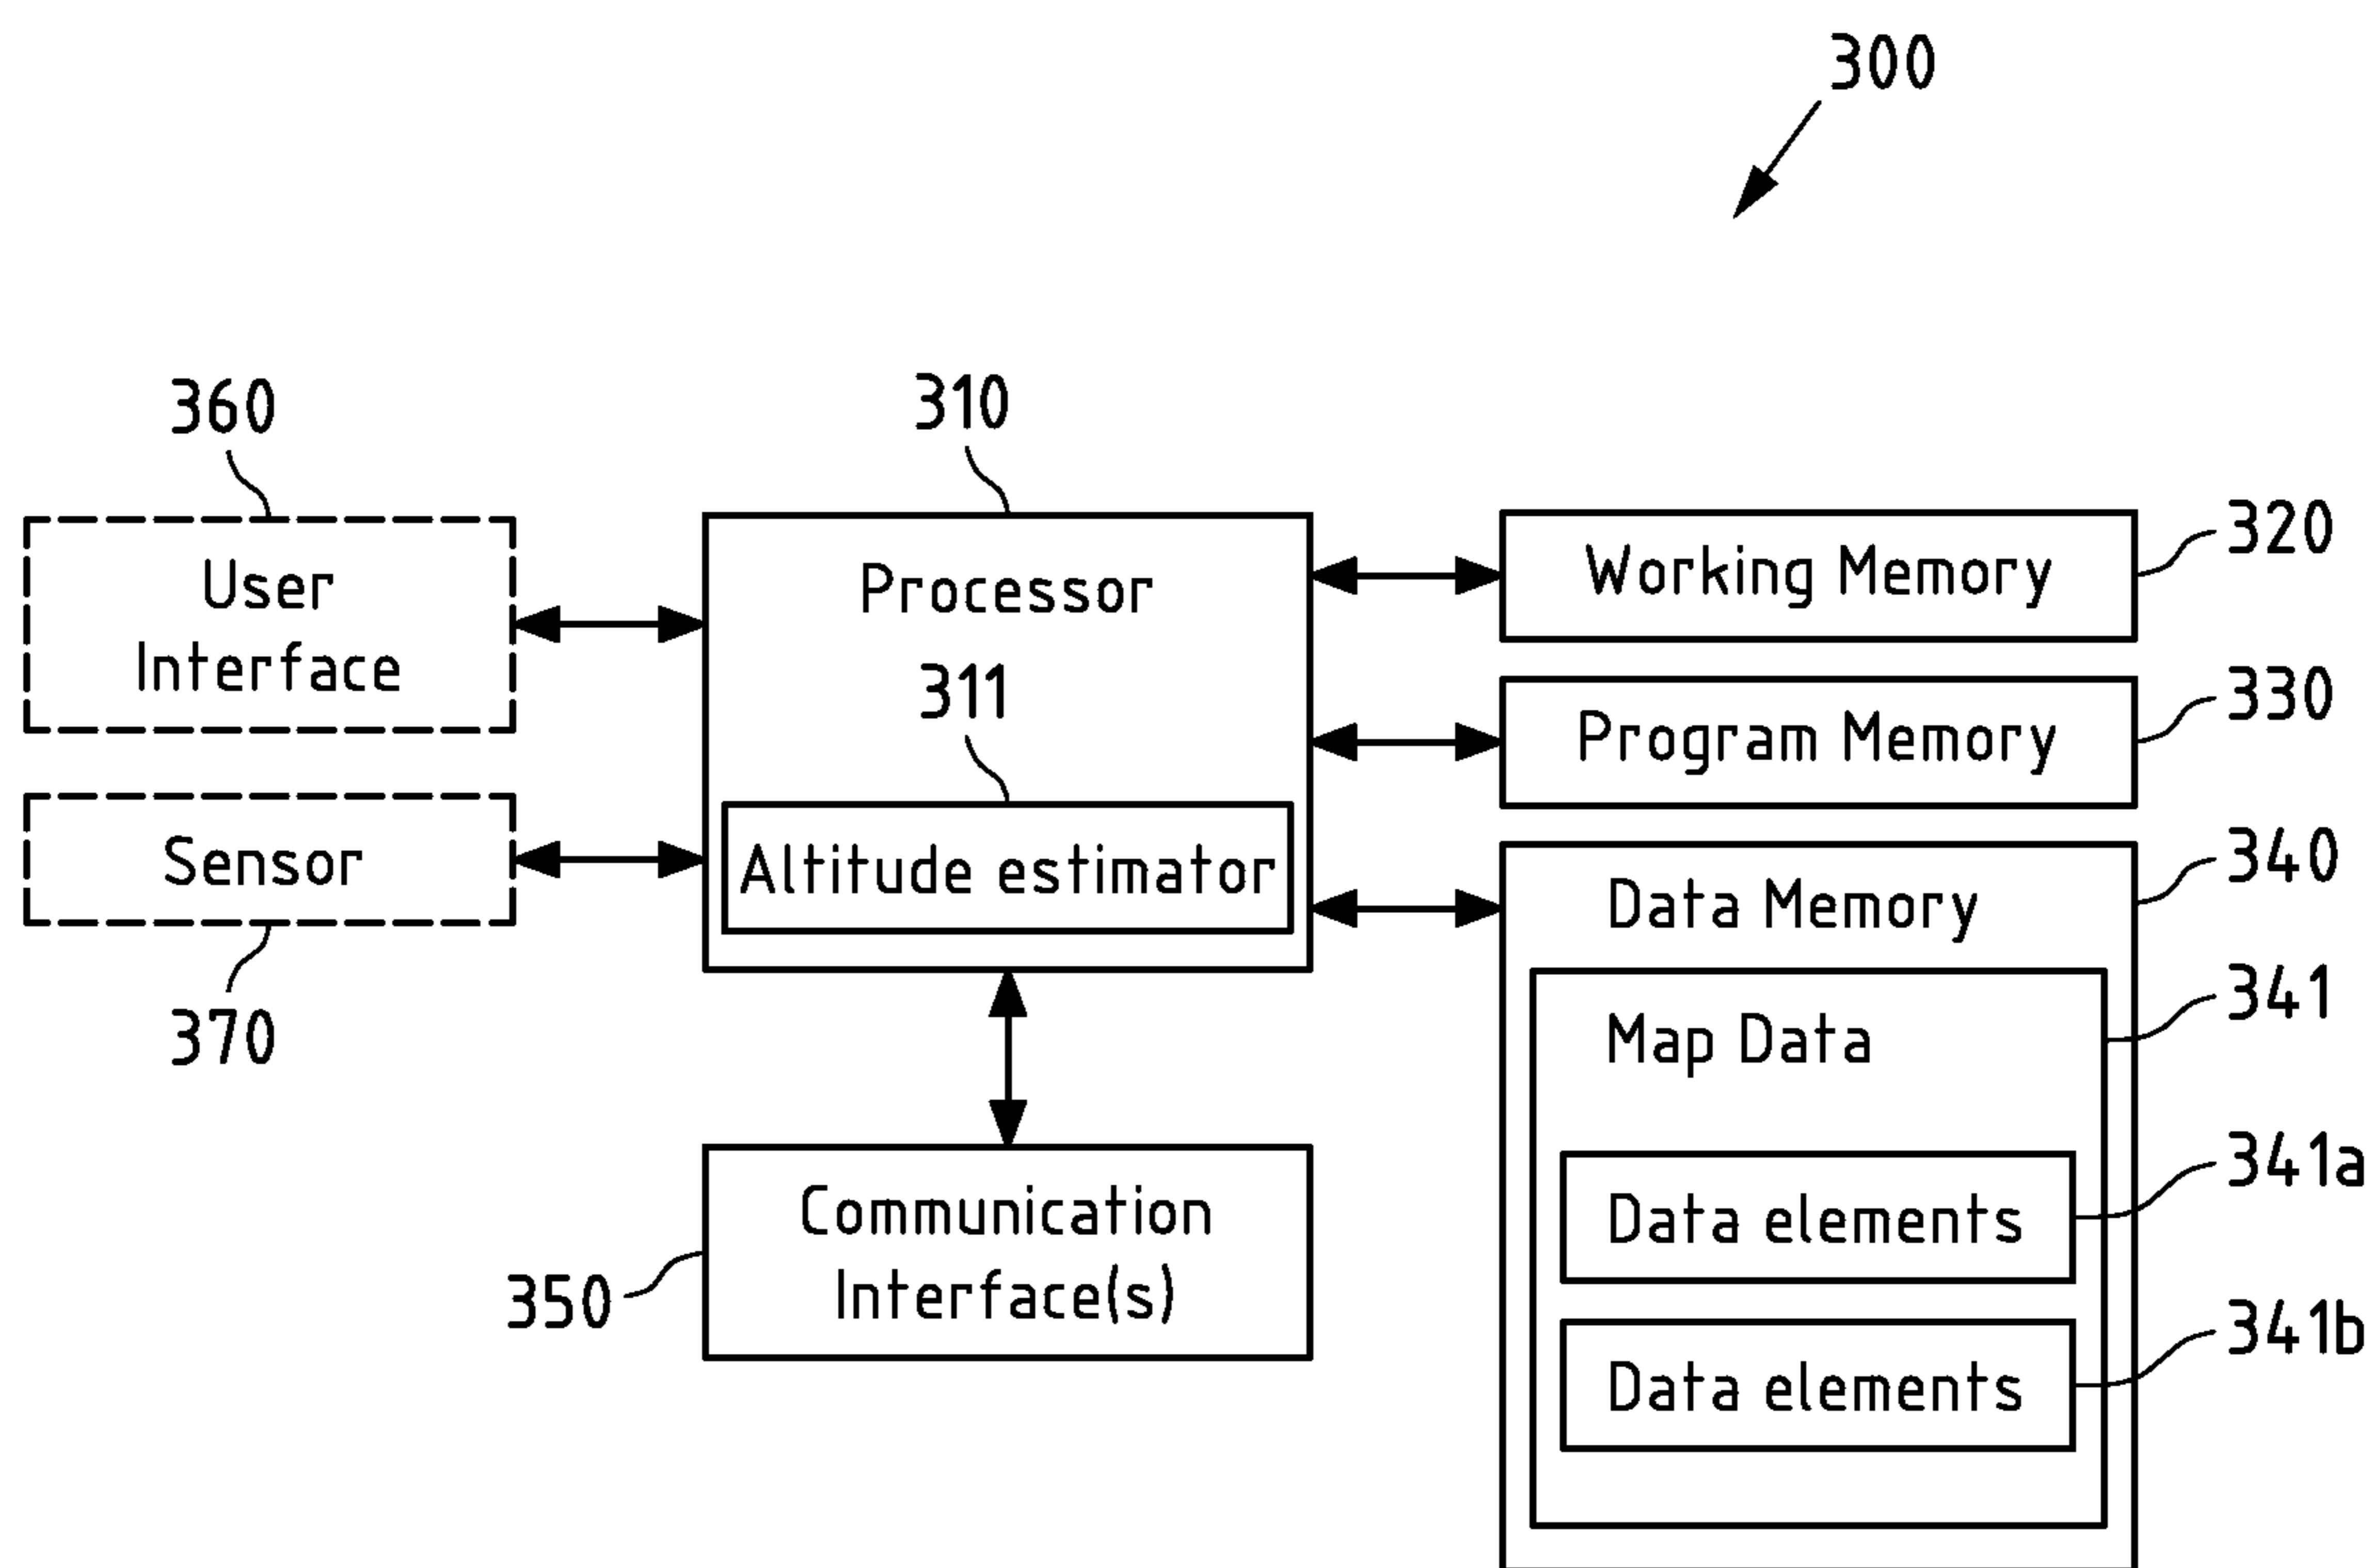 300
360
310
User
Interface
Processor
311
Altitude estimator
Sensor
370
Communication
Interface(s)
350
Working Memory
320
Program Memory
330
Data Memory
340
Map Data
341
Data elements
341a
Data elements
341b